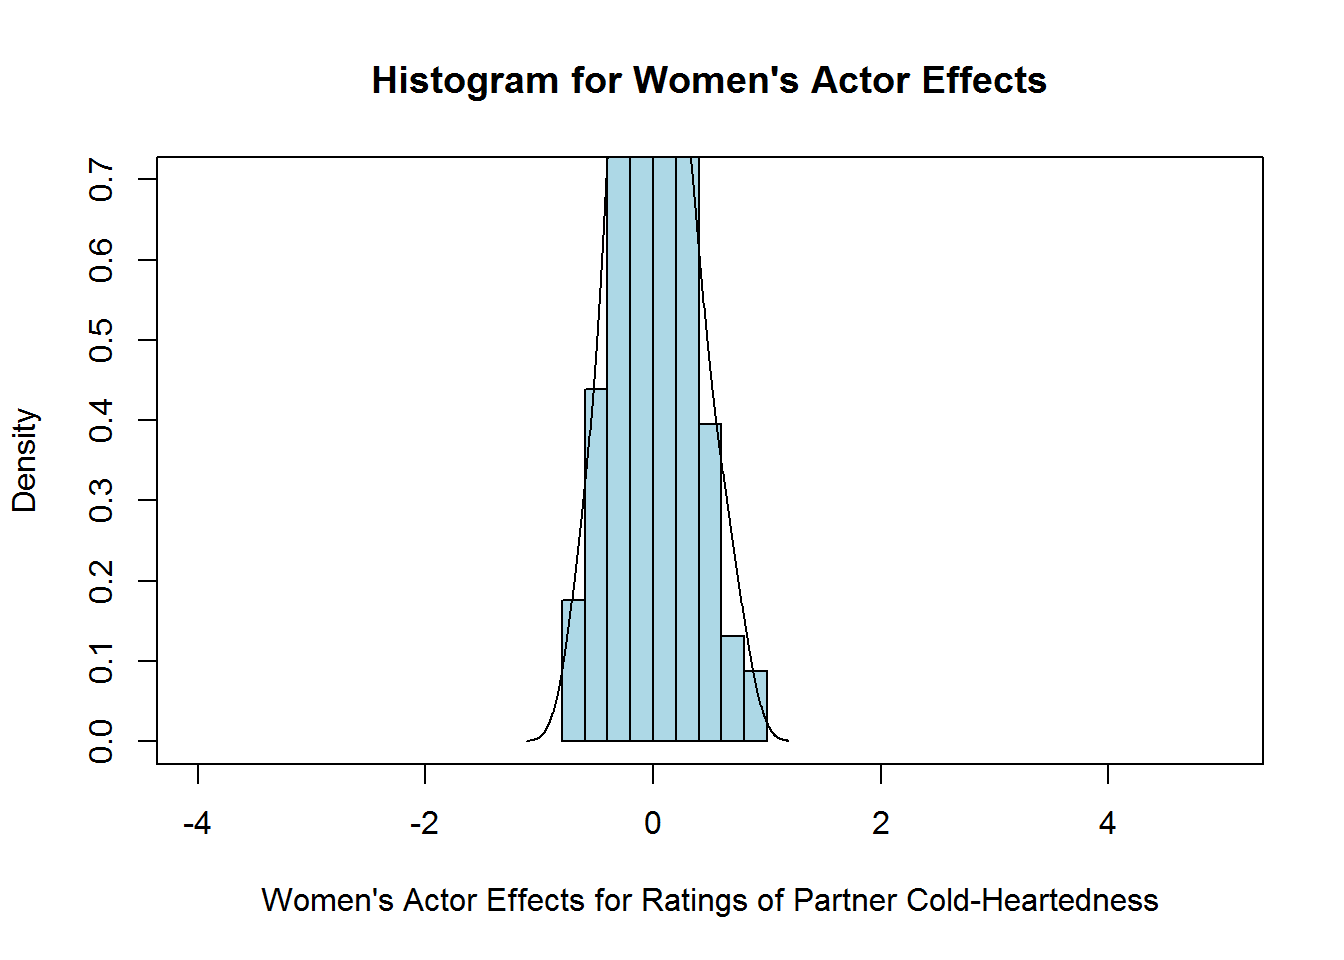 Histogram for Women's Actor Effects
Density
0.7
0.6
0.5
0.4
0.3
0.2
0.1
0.0
-4 -2 0 2 4
Women's Actor Effects for Ratings of Partner Cold-Heartedness